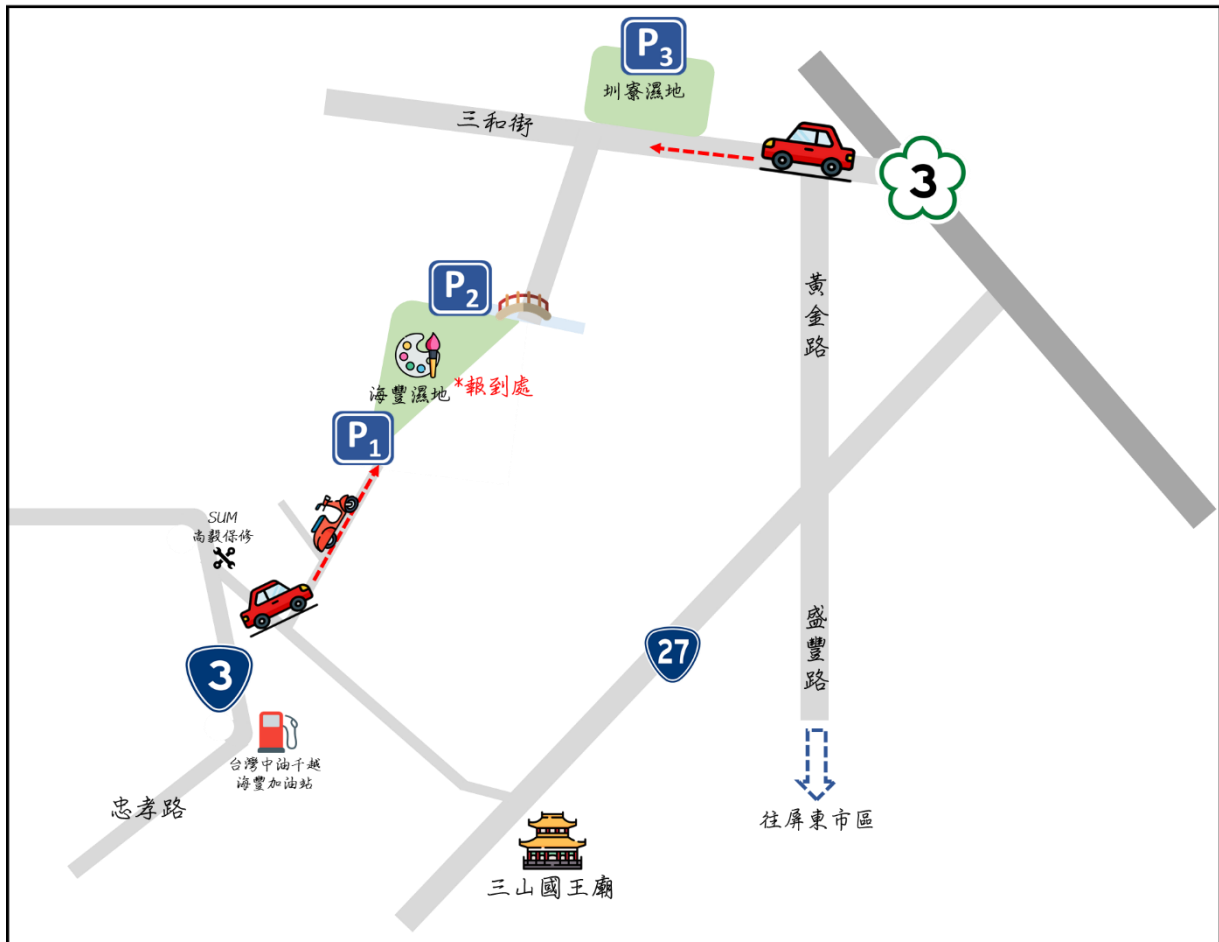 P3
圳寮濕地
三和街
3
P2
黃金路
海豐濕地
*報到處
P1
SUM
尚毅保修
盛豐路
27
3
台灣中油千越
海豐加油站
忠孝路
往屏東市區
三山國王廟